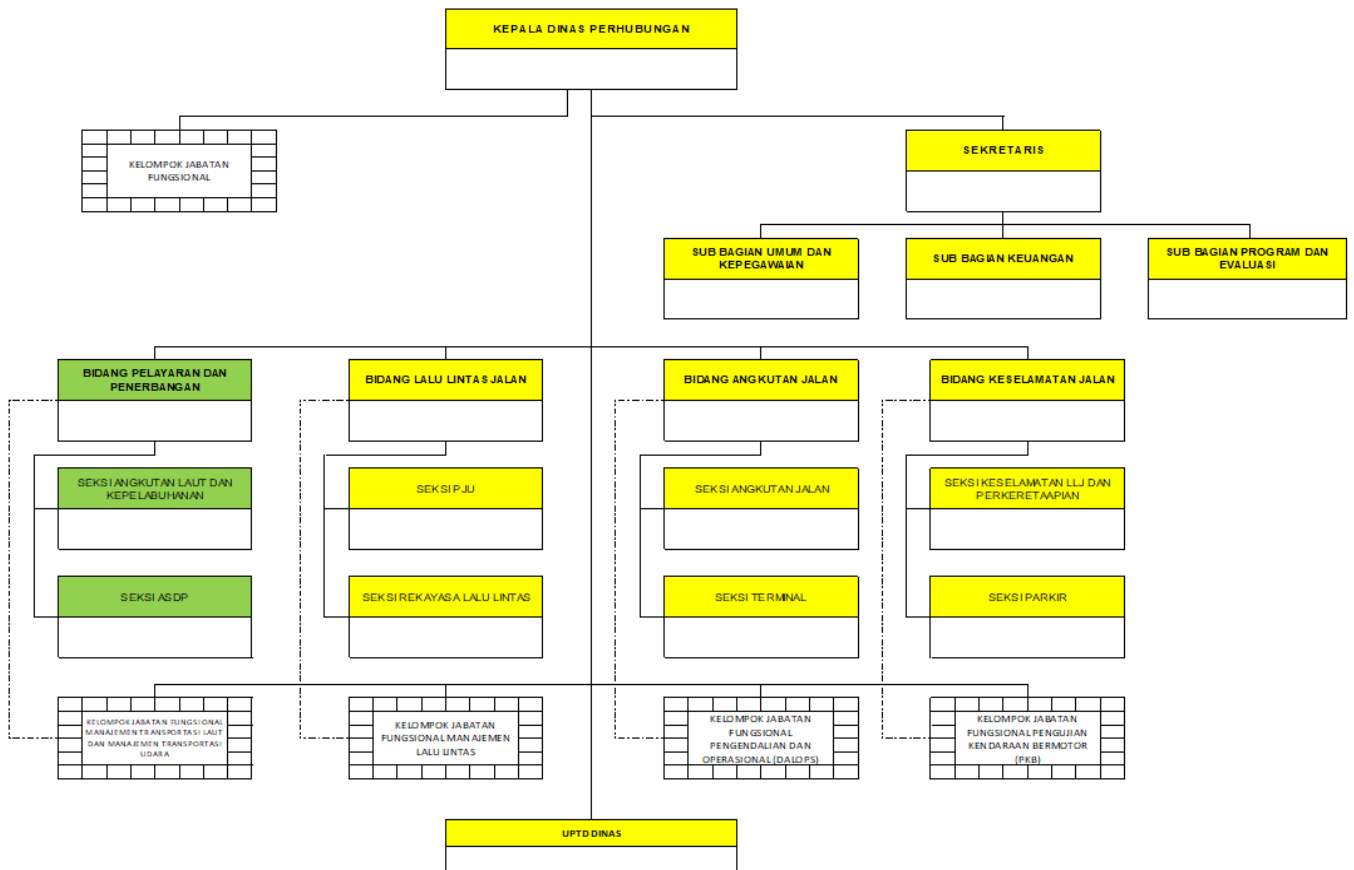 KEPALA DINAS PERHUBUNGAN
KELOMPOK JABATAN
FUNGSIONAL
SEKRETARIS
SUB BAGIAN UMUM DAN
KEPEGAWAIAN
SUB BAGIAN KEUANGAN
SUB BAGIAN PROGRAM DAN
EVALUASI
BIDANG PELAYARAN DAN
PENERBANGAN
BIDANG LALU LINTAS JALAN
BIDANG ANGKUTAN JALAN
BIDANG KESELAMATAN JALAN
SEKSI ANGKUTAN LAUT DAN
KEPELABUHANAN
SEKSI PJU
SEKSI ANGKUTAN JALAN
SEKSI KESELAMATAN LLJ DAN
PERKERETAAPIAN
SEKSI ASDP
SEKSI REKAYASA LALU LINTAS
SEKSI TERMINAL
SEKSI PARKIR
KELOMPOK JABATAN FUNGSIONAL
MANAJEMEN TRANSPORTASI LAUT
DAN MANAJEMEN TRANSPORTASI
UDARA
KELOMPOK JABATAN
FUNGSIONAL MANAJEMEN
LALU LINTAS
KELOMPOK JABATAN
FUNGSIONAL
PENGENDALIAN DAN
OPERASIONAL (DALOPS)
KELOMPOK JABATAN
FUNGSIONAL PENGUJIAN
KENDARAAN BERMOTOR
(PKB)
UPTD DINAS